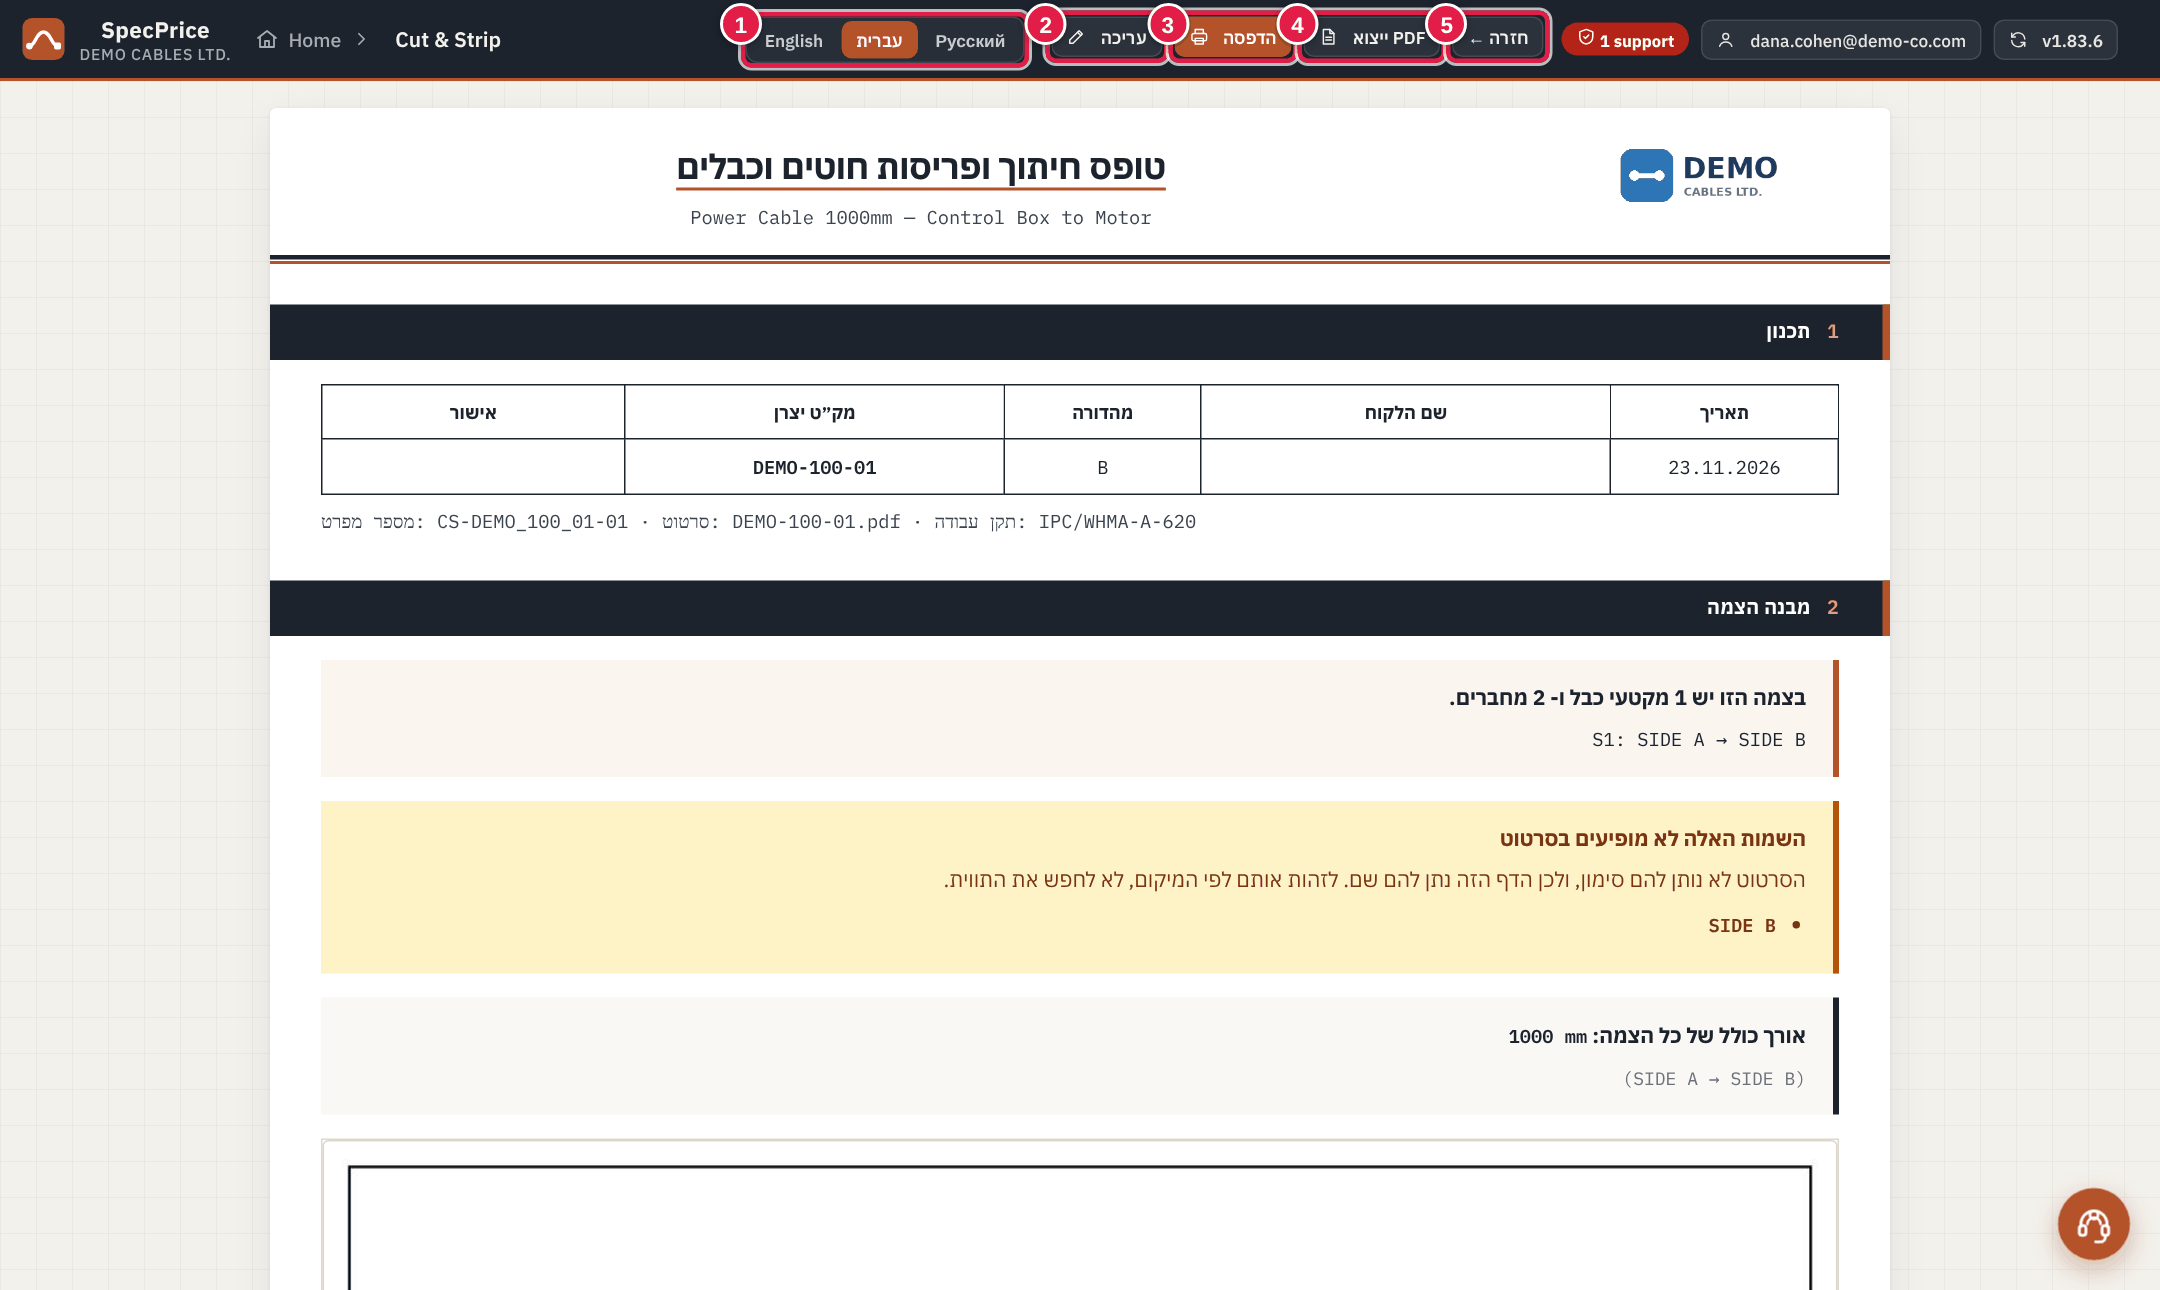 SpecPrice
DEMO CABLES LTD.
Home
Cut & Strip
1
English
עברית
Русский
2
עריכה
3
הדפסה
4
ייצוא PDF
5
חזרה ←
1 support
dana.cohen@demo-co.com
v1.83.6
טופס חיתוך ופריסות חוטים וכבלים
Power Cable 1000mm — Control Box to Motor
DEMO
CABLES LTD.
1 תכנון
תאריך
שם הלקוח
מהדורה
מק״ט יצרן
אישור
23.11.2026
B
DEMO-100-01
מספר מפרט: CS-DEMO_100_01-01 · סרטוט: DEMO-100-01.pdf · תקן עבודה: IPC/WHMA-A-620
2 מבנה הצמה
בצמה הזו יש 1 מקטעי כבל ו- 2 מחברים.
S1: SIDE A → SIDE B
השמות האלה לא מופיעים בסרטוט
הסרטוט לא נותן להם סימון, ולכן הדף הזה נתן להם שם. לזהות אותם לפי המיקום, לא לחפש את התווית.
• SIDE B
אורך כולל של כל הצמה: 1000 mm
(SIDE A → SIDE B)